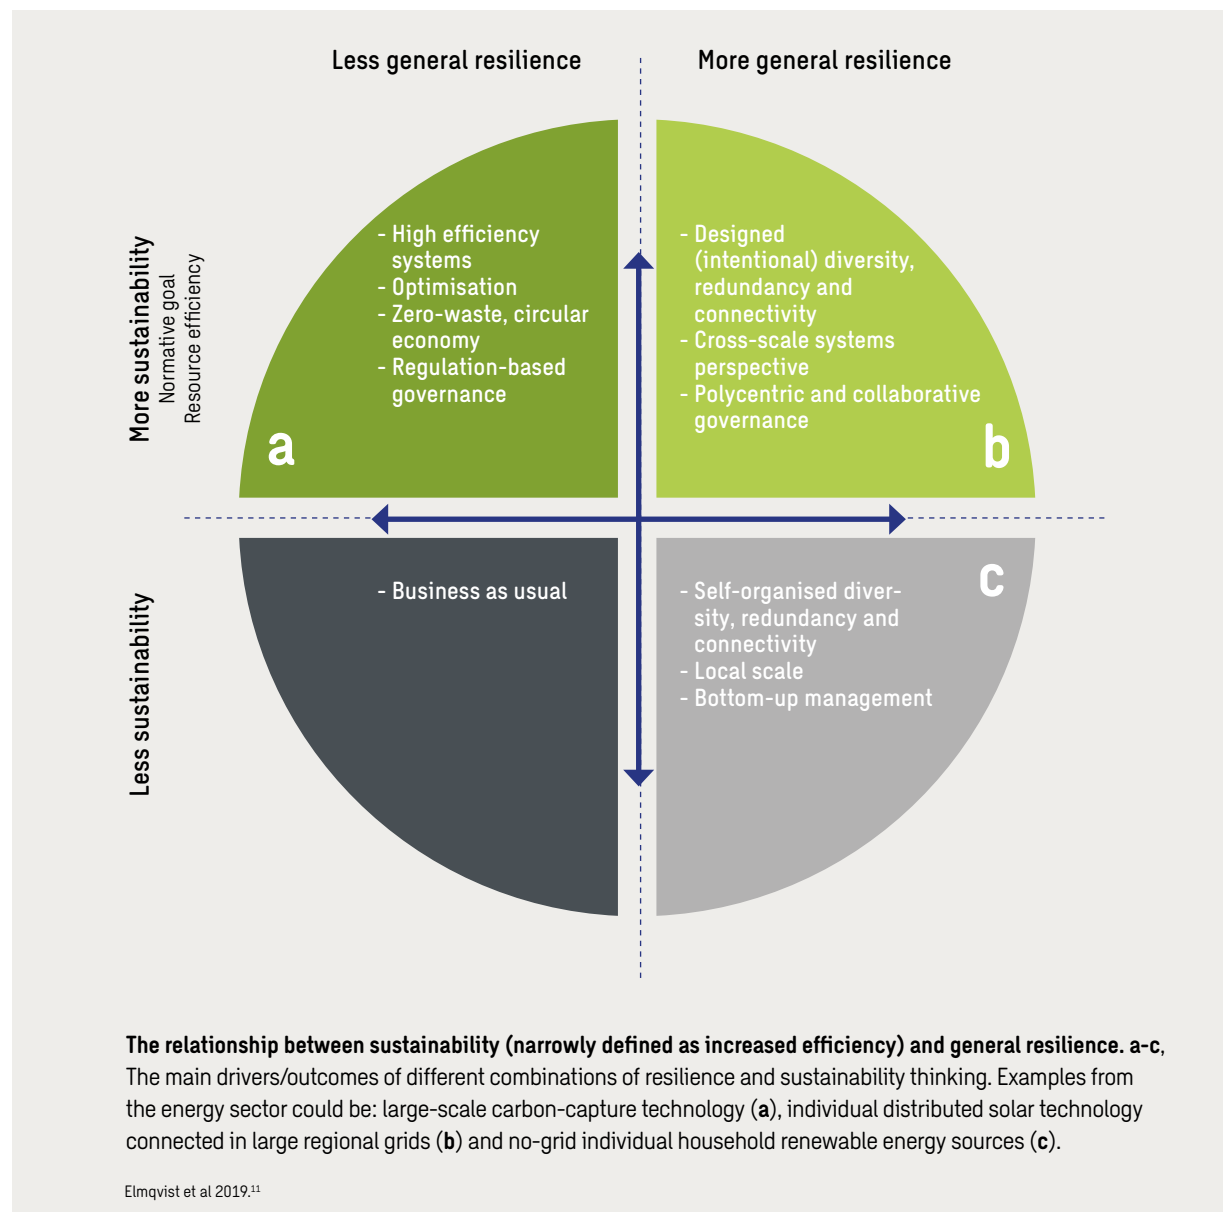 Less general resilience
More general resilience
More sustainability
Normative goal
Resource efficiency
- High efficiency
systems
- Optimisation
- Zero-waste, circular
economy
- Regulation-based
governance
a
- Designed
(intentional) diversity,
redundancy and
connectivity
- Cross-scale systems
perspective
- Polycentric and collaborative
governance
b
Less sustainability
- Business as usual
- Self-organised diver-
sity, redundancy and
connectivity
- Local scale
- Bottom-up management
c
The relationship between sustainability (narrowly defined as increased efficiency) and general resilience. a-c,
The main drivers/outcomes of different combinations of resilience and sustainability thinking. Examples from
the energy sector could be: large-scale carbon-capture technology (a), individual distributed solar technology
connected in large regional grids (b) and no-grid individual household renewable energy sources (c).
Elmqvist et al 2019.¹¹